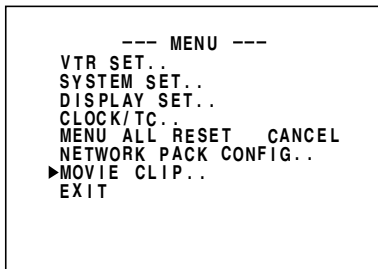 --- MENU ---
VTR SET..
SYSTEM SET..
DISPLAY SET..
CLOCK/TC..
MENU ALL RESET CANCEL
NETWORK PACK CONFIG..
▶MOVIE CLIP..
EXIT